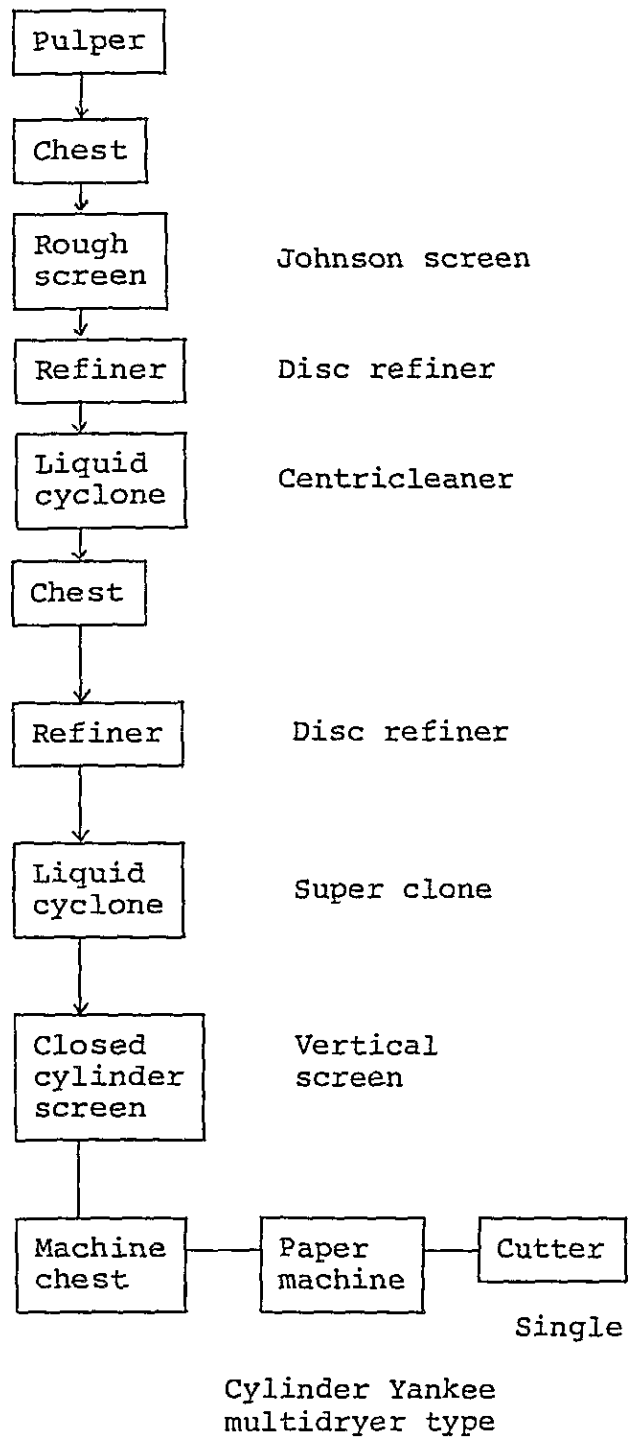 Pulper
Chest
Rough
screen
Johnson screen
Refiner
Disc refiner
Liquid
cyclone
Centricleaner
Chest
Refiner
Disc refiner
Liquid
cyclone
Super clone
Closed
cylinder
screen
Vertical
screen
Machine
chest
Paper
machine
Cutter
Single
Cylinder Yankee
multidryer type